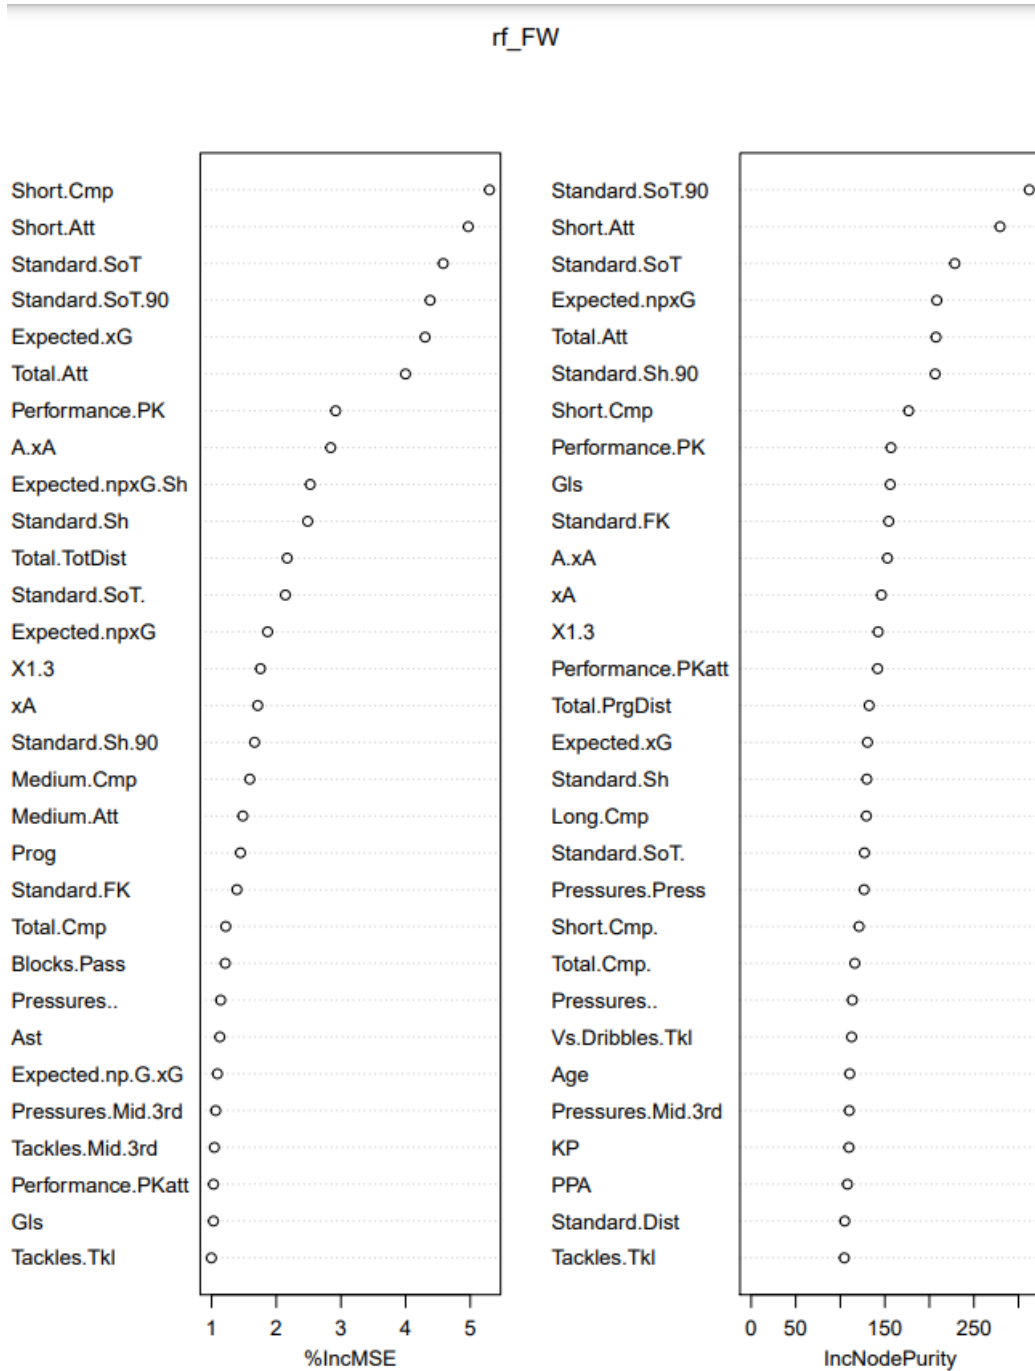 rf_FW
Short.Cmp
Short.Att
Standard.SoT
Standard.SoT.90
Expected.xG
Total.Att
Performance.PK
A.xA
Expected.npxG.Sh
Standard.Sh
Total.TotDist
Standard.SoT.
Expected.npxG
X1.3
xA
Standard.Sh.90
Medium.Cmp
Medium.Att
Prog
Standard.FK
Total.Cmp
Blocks.Pass
Pressures..
Ast
Expected.np.G.xG
Pressures.Mid.3rd
Tackles.Mid.3rd
Performance.PKatt
Gls
Tackles.Tkl
1 2 3 4 5
%IncMSE
Standard.SoT.90
Short.Att
Standard.SoT
Expected.npxG
Total.Att
Standard.Sh.90
Short.Cmp
Performance.PK
Gls
Standard.FK
A.xA
xA
X1.3
Performance.PKatt
Total.PrgDist
Expected.xG
Standard.Sh
Long.Cmp
Standard.SoT.
Pressures.Press
Short.Cmp.
Total.Cmp.
Pressures..
Vs.Dribbles.Tkl
Age
Pressures.Mid.3rd
KP
PPA
Standard.Dist
Tackles.Tkl
0 50 150 250
IncNodePurity